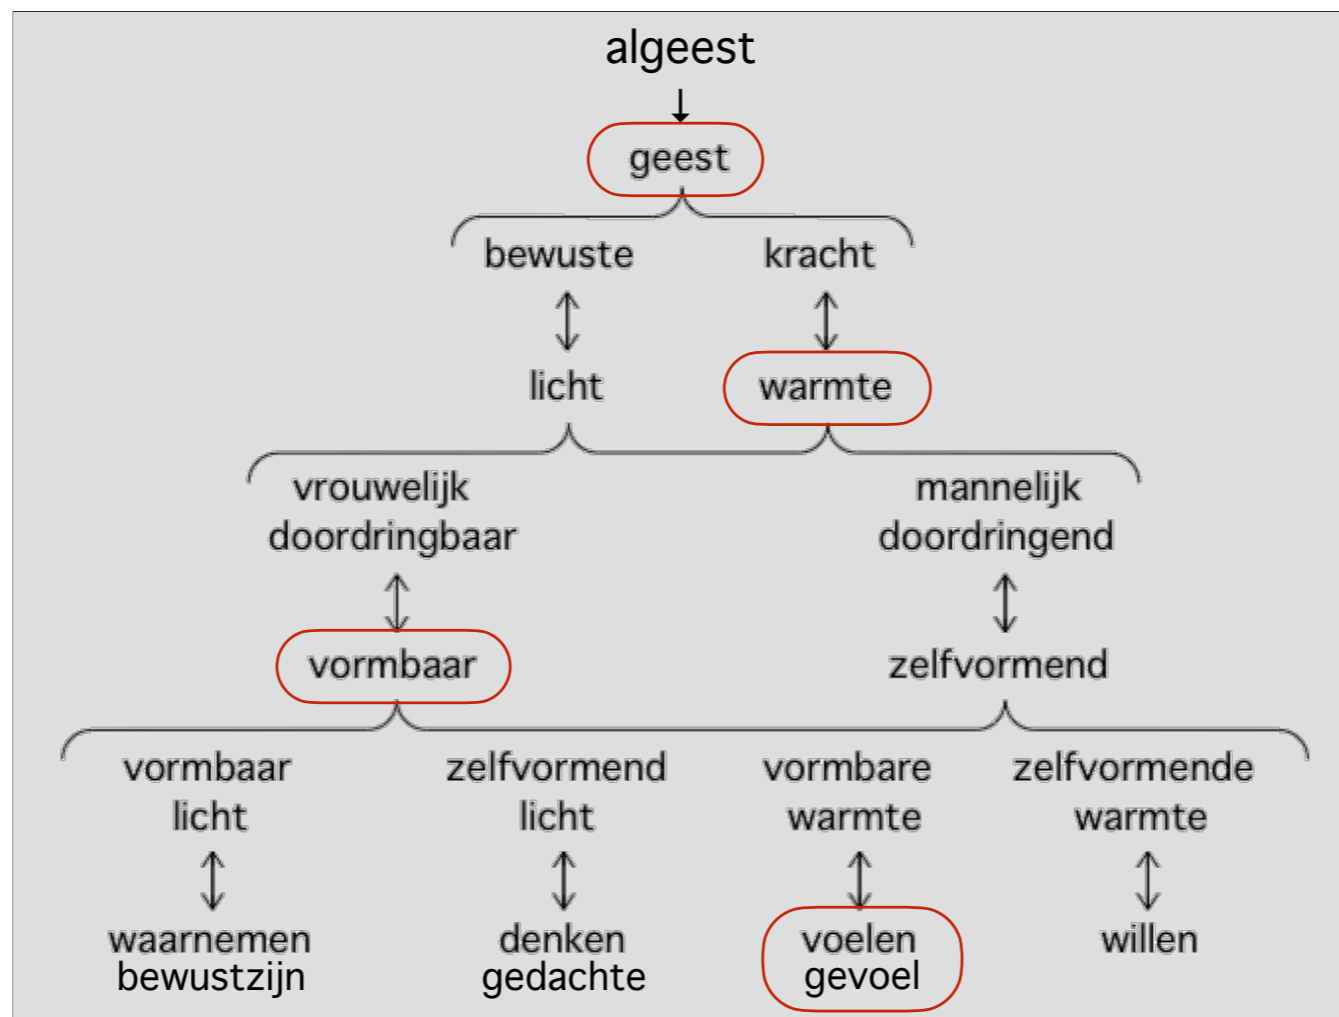 algeest
geest
bewuste kracht
licht warmte
vrouwelijk mannelijk
doordringbaar doordringend
vormbaar zelfvormend
vormbaar zelfvormend vormbare zelfvormende
licht licht warmte warmte
waarnemen denken voelen willen
bewustzijn gedachte gevoel